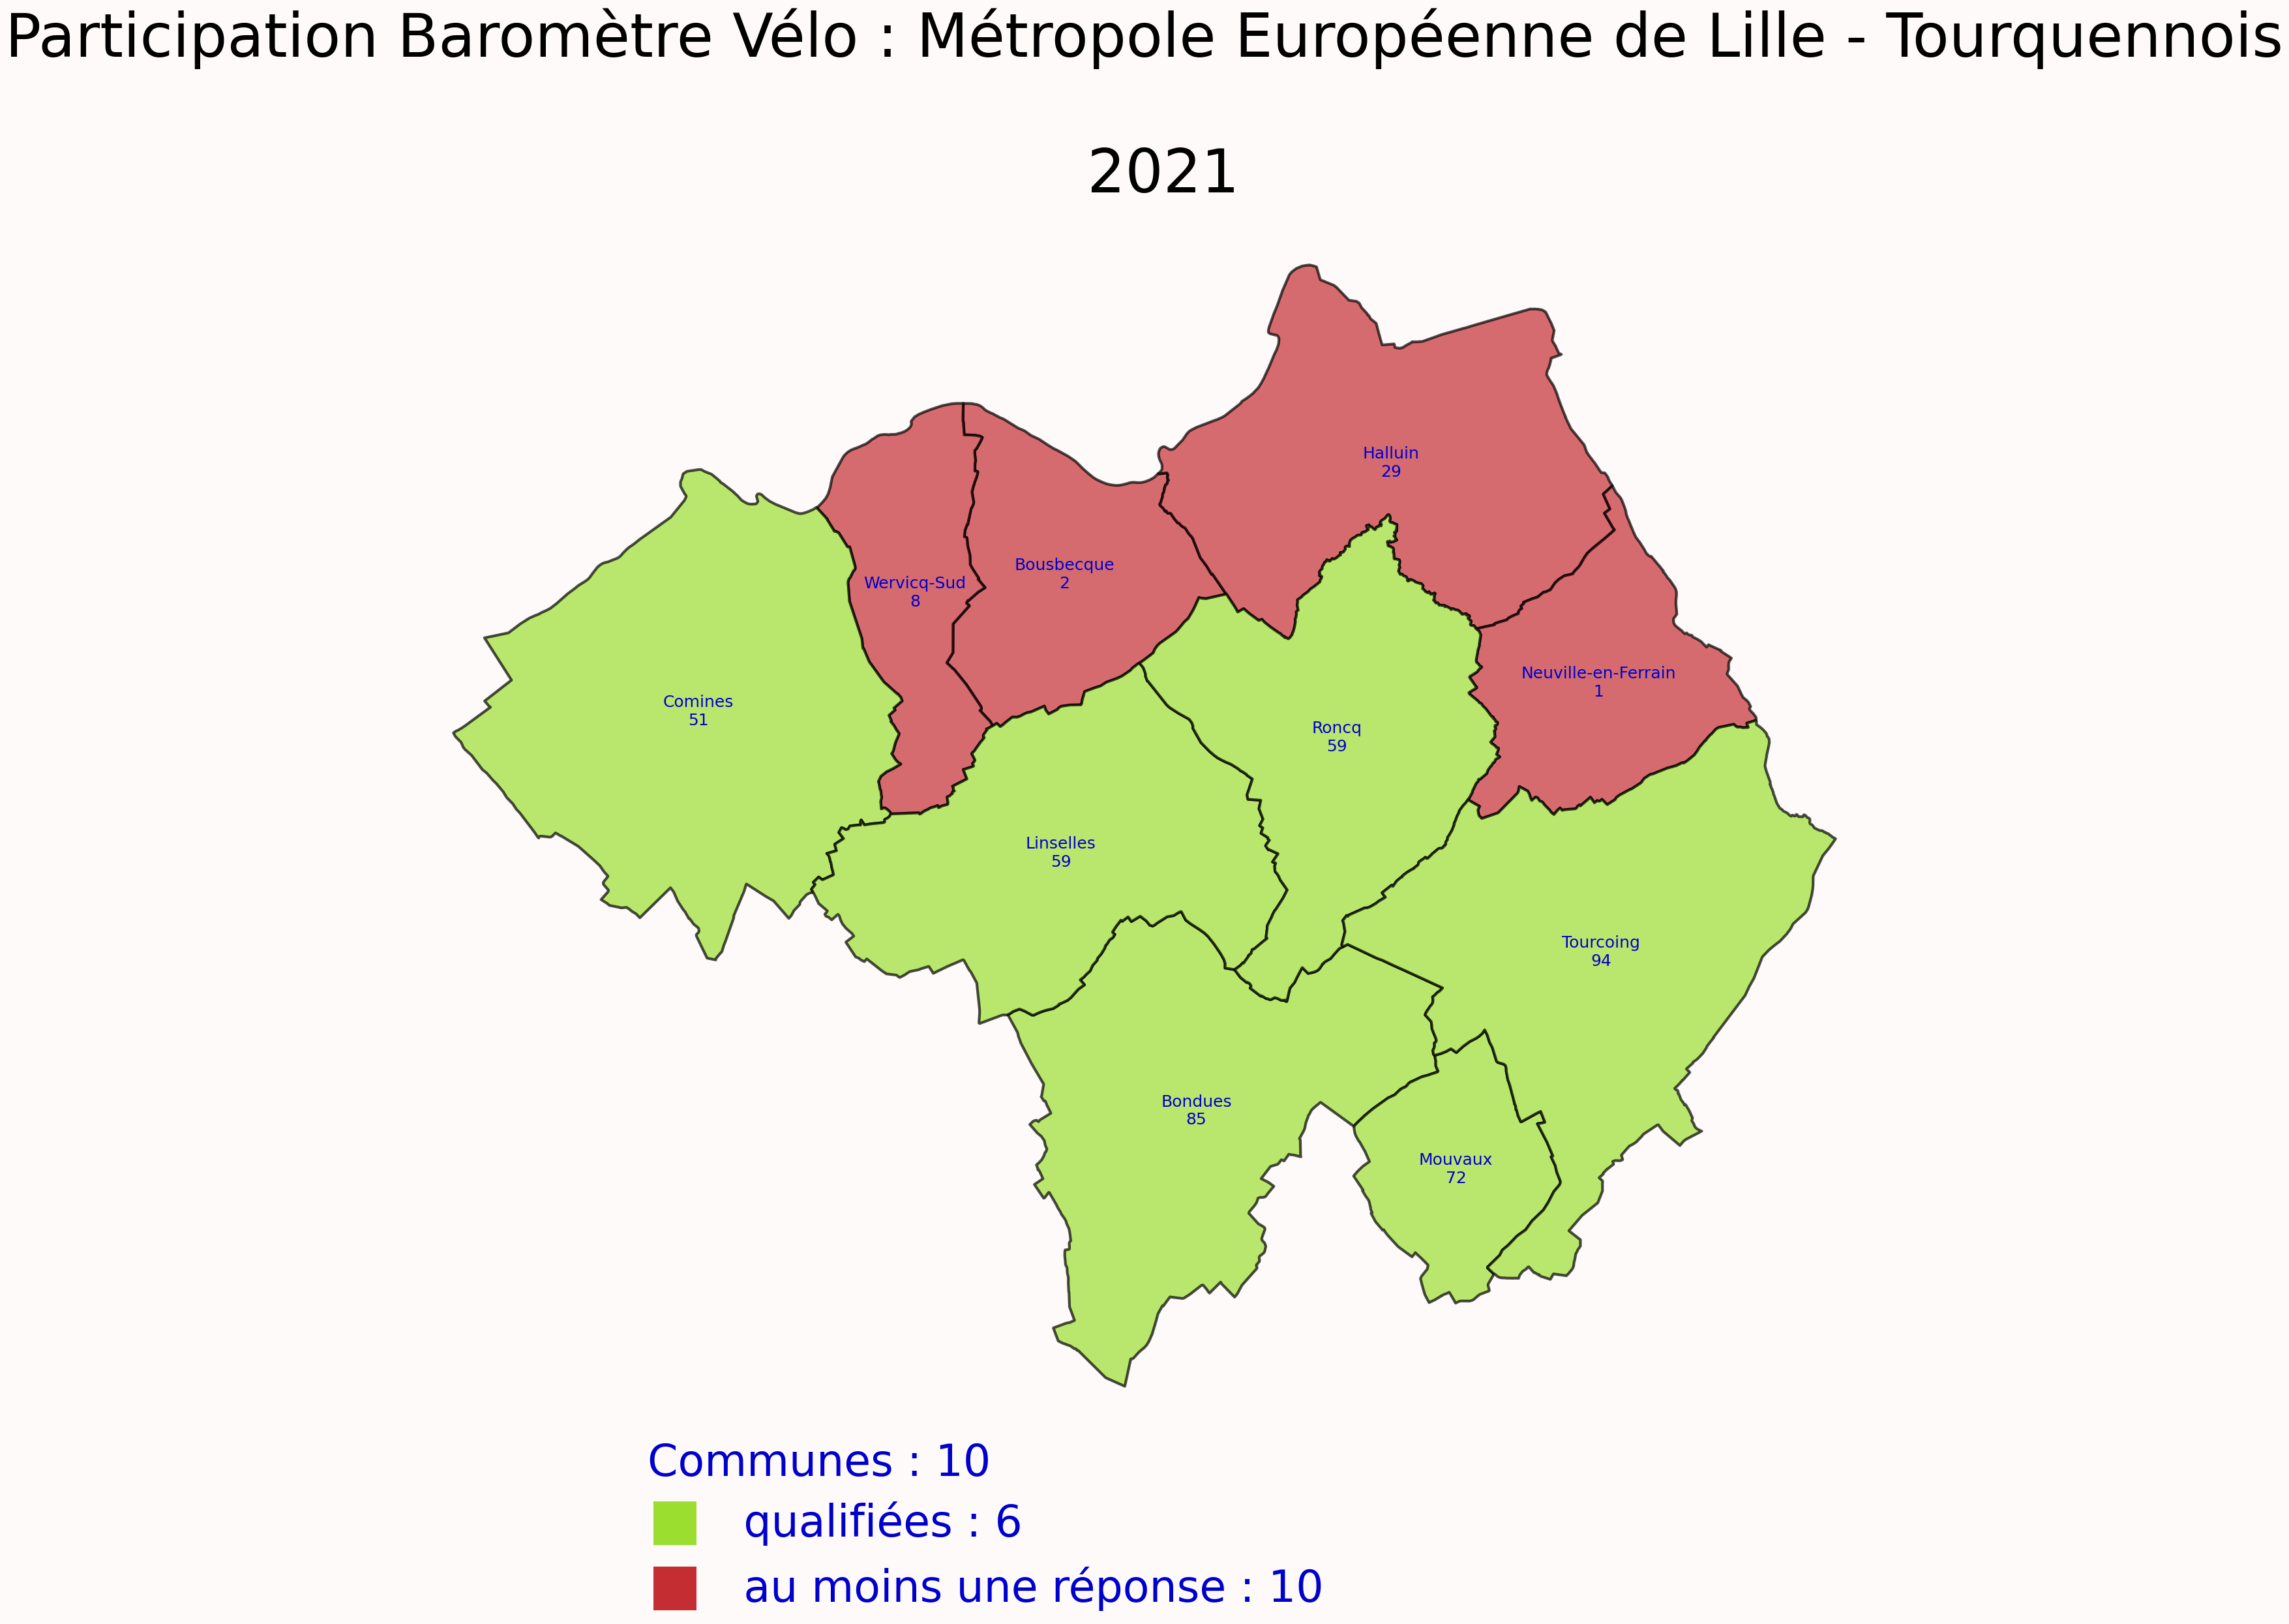 Participation Baromètre Vélo : Métropole Européenne de Lille - Tourquennois
2021
Halluin
29
Wervicq-Sud
8
Bousbecque
2
Neuville-en-Ferrain
1
Comines
51
Roncq
59
Linselles
59
Tourcoing
94
Bondues
85
Mouvaux
72
Communes : 10
qualifiées : 6
au moins une réponse : 10